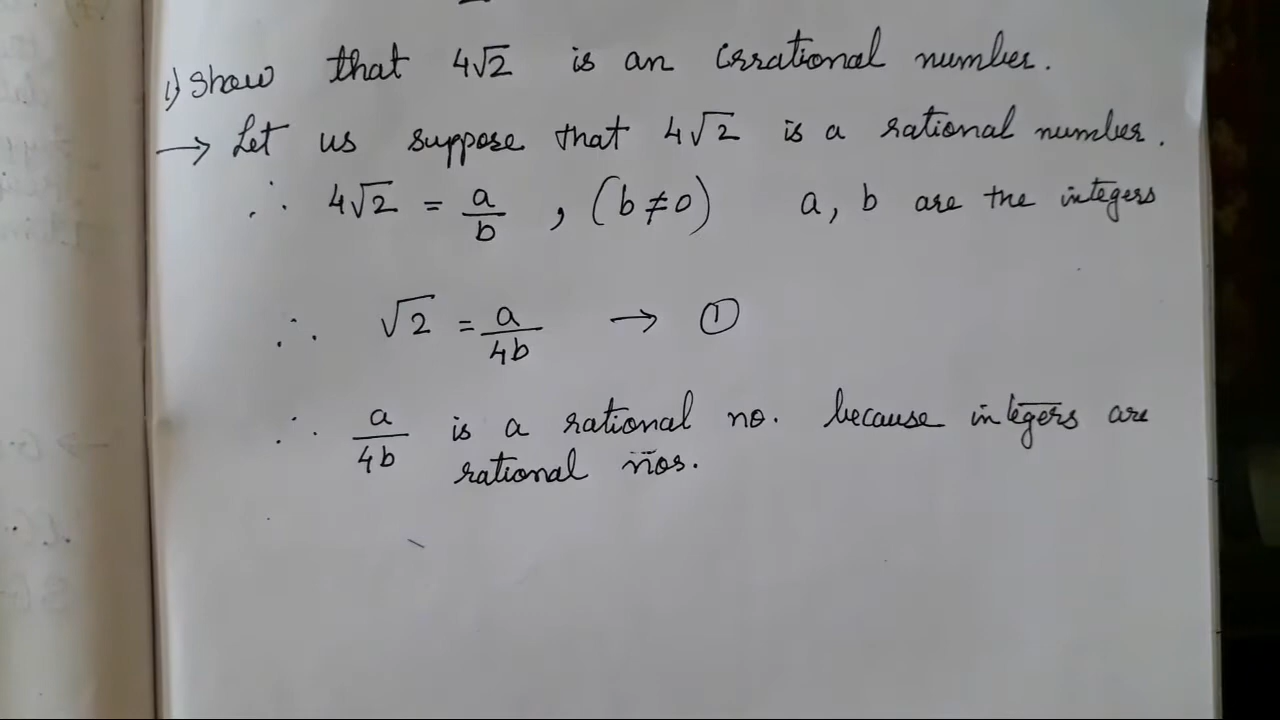 1) Show that 4√2 is an irrational number.
→ Let us suppose that 4√2 is a rational number.
∴ 4√2 = a/b , (b ≠ 0) a, b are the integers
∴ √2 = a/4b → ①
∴ a/4b is a rational no. because integers are
rational nos.